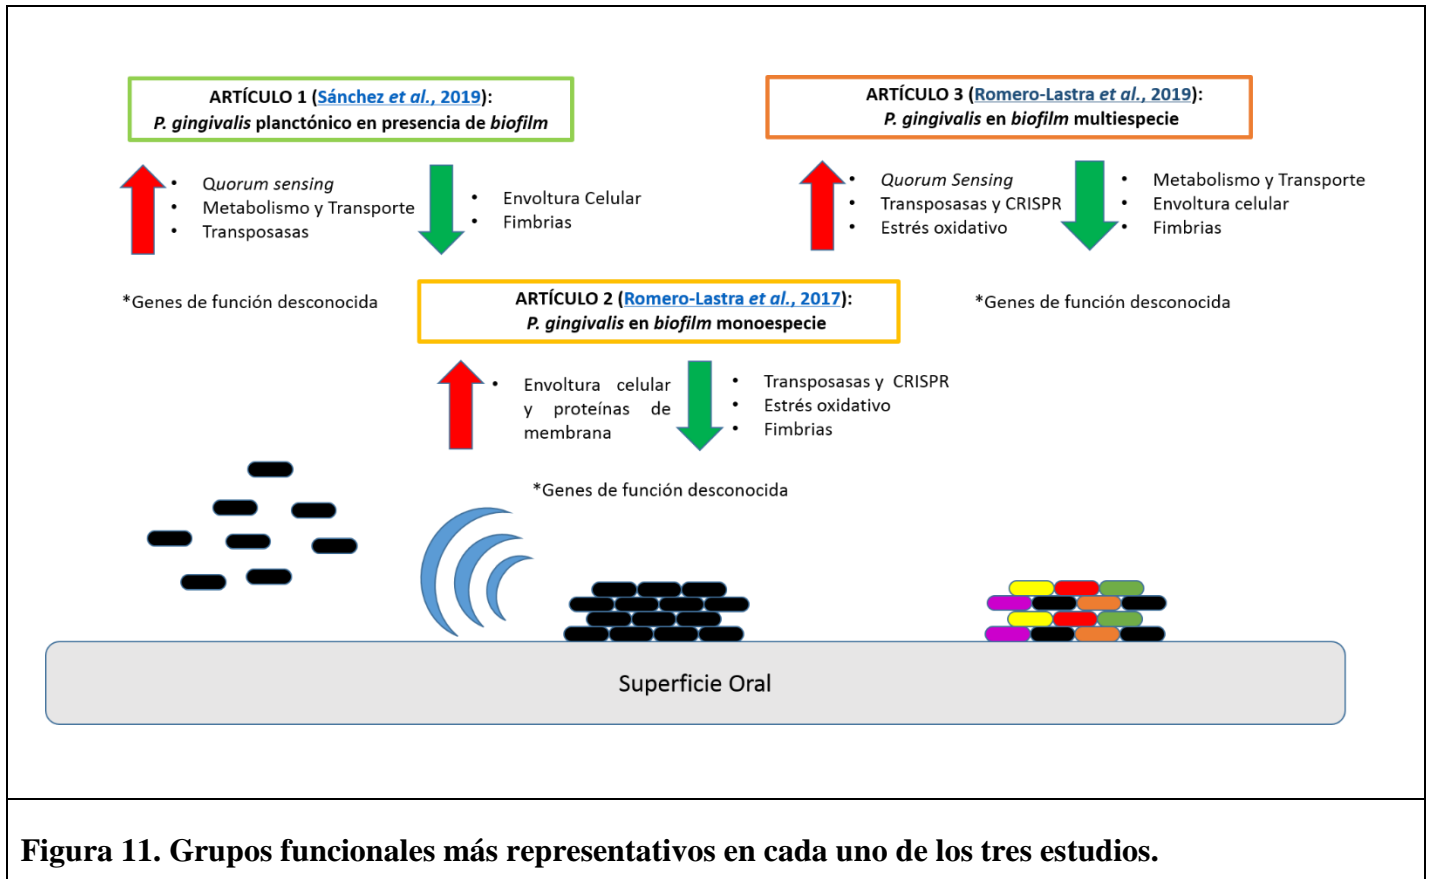 ARTÍCULO 1 (Sánchez et al., 2019):
P. gingivalis planctónico en presencia de biofilm
• Quorum sensing
• Metabolismo y Transporte
• Transposasas
• Envoltura Celular
• Fimbrias
*Genes de función desconocida
ARTÍCULO 3 (Romero-Lastra et al., 2019):
P. gingivalis en biofilm multiespecie
• Quorum Sensing
• Transposasas y CRISPR
• Estrés oxidativo
• Metabolismo y Transporte
• Envoltura celular
• Fimbrias
*Genes de función desconocida
ARTÍCULO 2 (Romero-Lastra et al., 2017):
P. gingivalis en biofilm monoespecie
• Envoltura celular
y proteínas de
membrana
• Transposasas y CRISPR
• Estrés oxidativo
• Fimbrias
*Genes de función desconocida
Superficie Oral
Figura 11. Grupos funcionales más representativos en cada uno de los tres estudios.